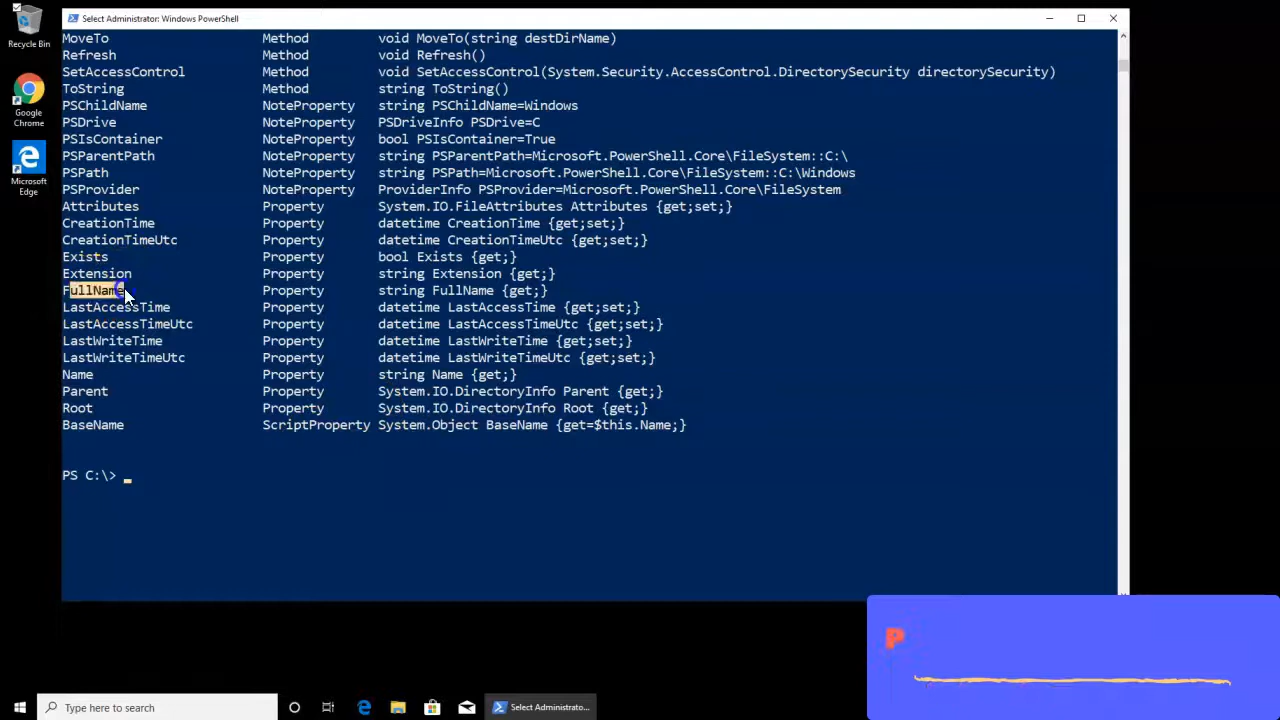 Recycle Bin
Google
Chrome
Microsoft
Edge
Select Administrator: Windows PowerShell
MoveTo Method void MoveTo(string destDirName)
Refresh Method void Refresh()
SetAccessControl Method void SetAccessControl(System.Security.AccessControl.DirectorySecurity directorySecurity)
ToString Method string ToString()
PSChildName NoteProperty string PSChildName=Windows
PSDrive NoteProperty PSDriveInfo PSDrive=C
PSIsContainer NoteProperty bool PSIsContainer=True
PSParentPath NoteProperty string PSParentPath=Microsoft.PowerShell.Core\FileSystem::C:\
PSPath NoteProperty string PSPath=Microsoft.PowerShell.Core\FileSystem::C:\Windows
PSProvider NoteProperty ProviderInfo PSProvider=Microsoft.PowerShell.Core\FileSystem
Attributes Property System.IO.FileAttributes Attributes {get;set;}
CreationTime Property datetime CreationTime {get;set;}
CreationTimeUtc Property datetime CreationTimeUtc {get;set;}
Exists Property bool Exists {get;}
Extension Property string Extension {get;}
FullName Property string FullName {get;}
LastAccessTime Property datetime LastAccessTime {get;set;}
LastAccessTimeUtc Property datetime LastAccessTimeUtc {get;set;}
LastWriteTime Property datetime LastWriteTime {get;set;}
LastWriteTimeUtc Property datetime LastWriteTimeUtc {get;set;}
Name Property string Name {get;}
Parent Property System.IO.DirectoryInfo Parent {get;}
Root Property System.IO.DirectoryInfo Root {get;}
BaseName ScriptProperty System.Object BaseName {get=$this.Name;}
PS C:\>
P
Type here to search
Select Administrato...